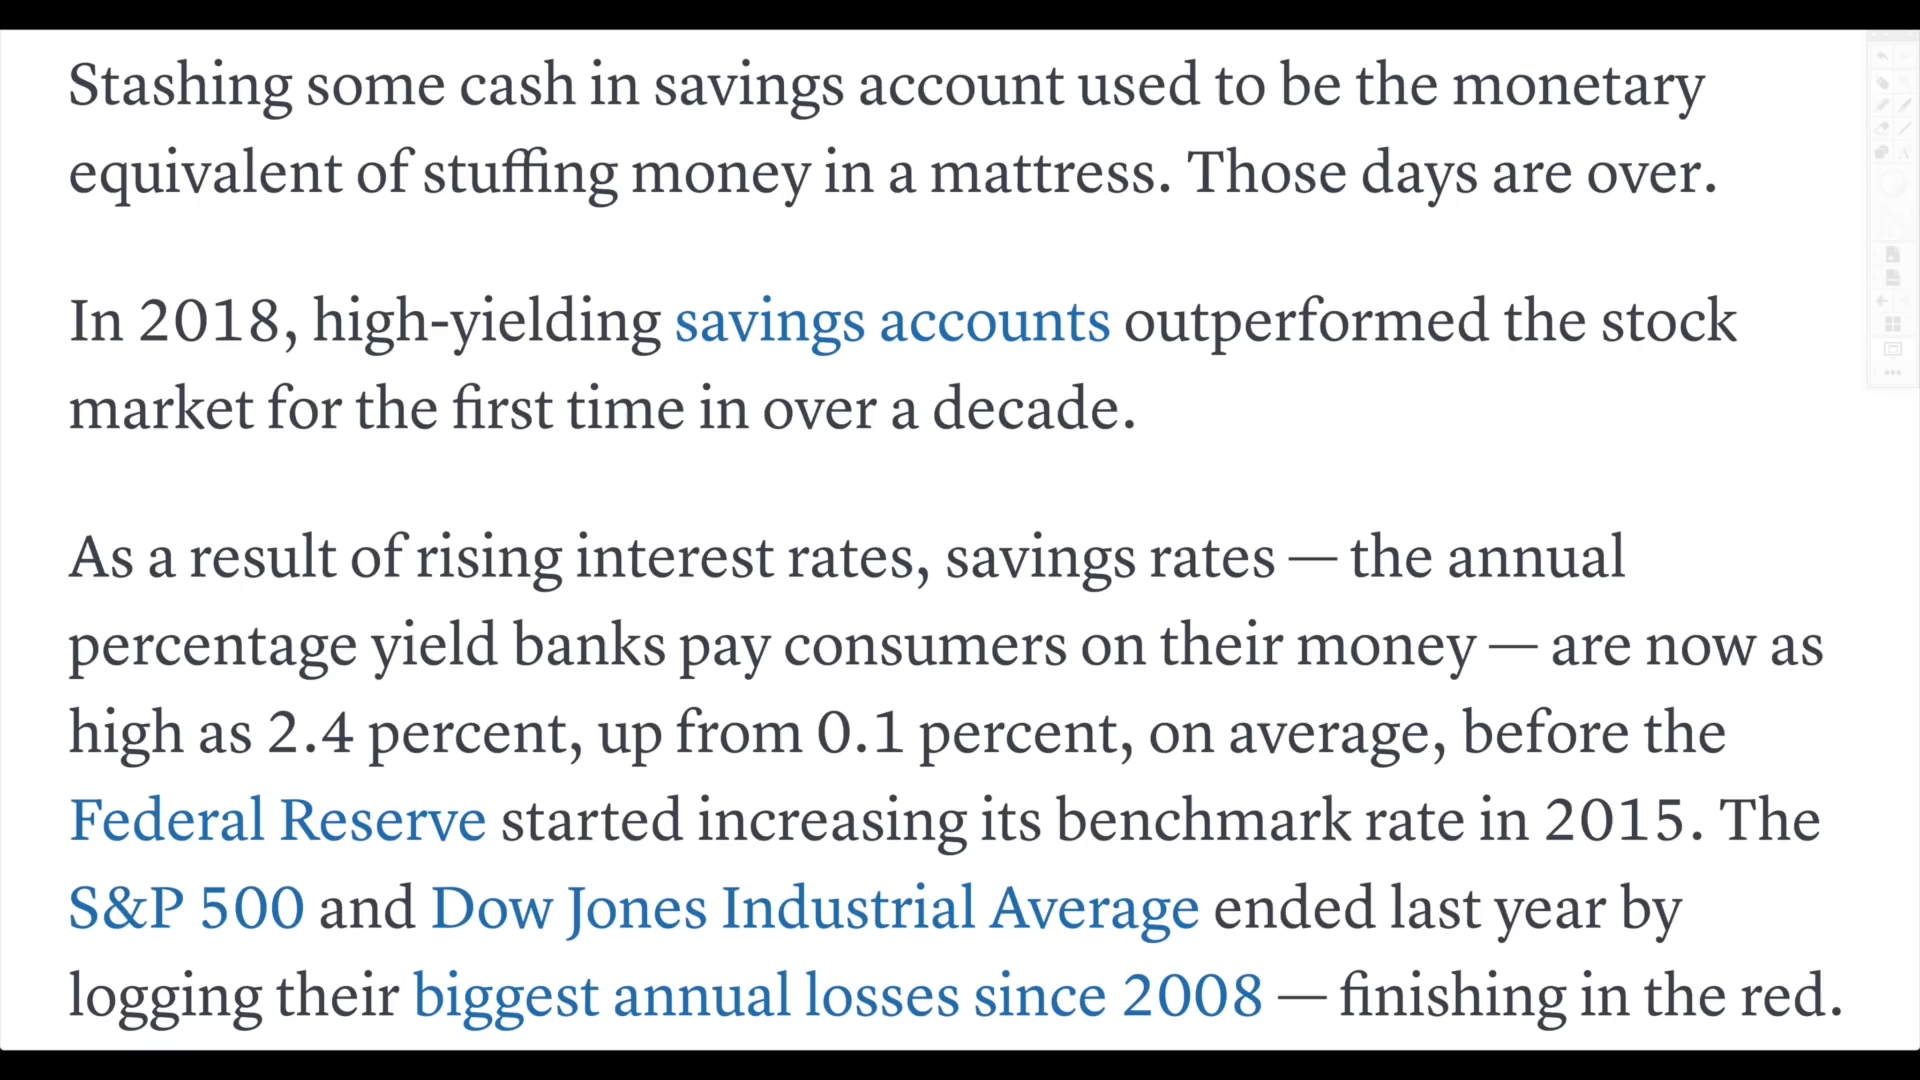 Stashing some cash in savings account used to be the monetary
equivalent of stuffing money in a mattress. Those days are over.
In 2018, high-yielding savings accounts outperformed the stock
market for the first time in over a decade.
As a result of rising interest rates, savings rates — the annual
percentage yield banks pay consumers on their money — are now as
high as 2.4 percent, up from 0.1 percent, on average, before the
Federal Reserve started increasing its benchmark rate in 2015. The
S&P 500 and Dow Jones Industrial Average ended last year by
logging their biggest annual losses since 2008 — finishing in the red.